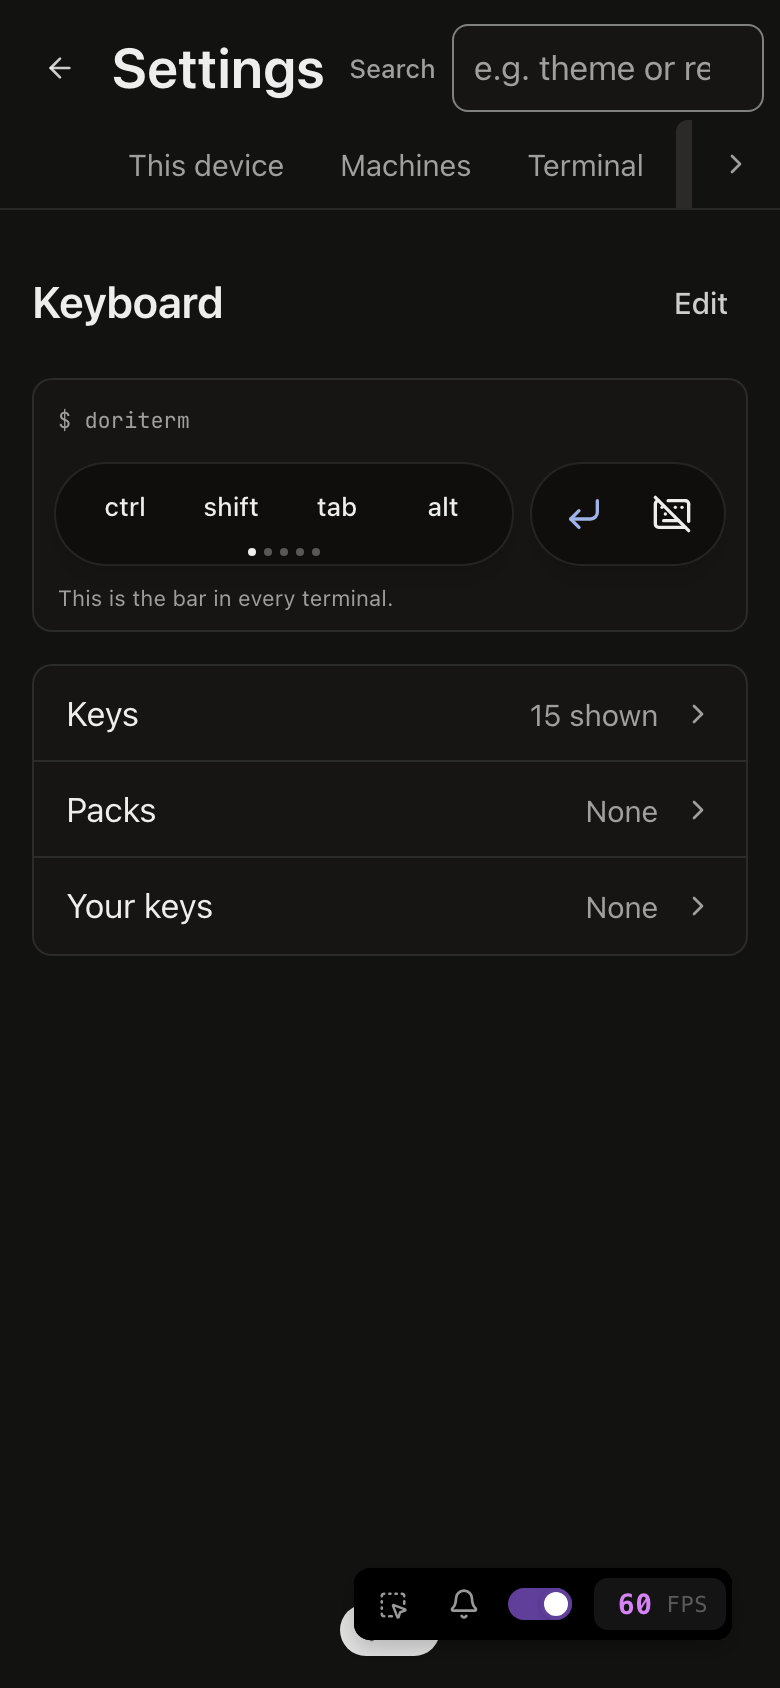 Settings
Search
e.g. theme or re
This device
Machines
Terminal
Keyboard
Edit
$ doriterm
ctrl
shift
tab
alt
This is the bar in every terminal.
Keys
15 shown
Packs
None
Your keys
None
60 FPS